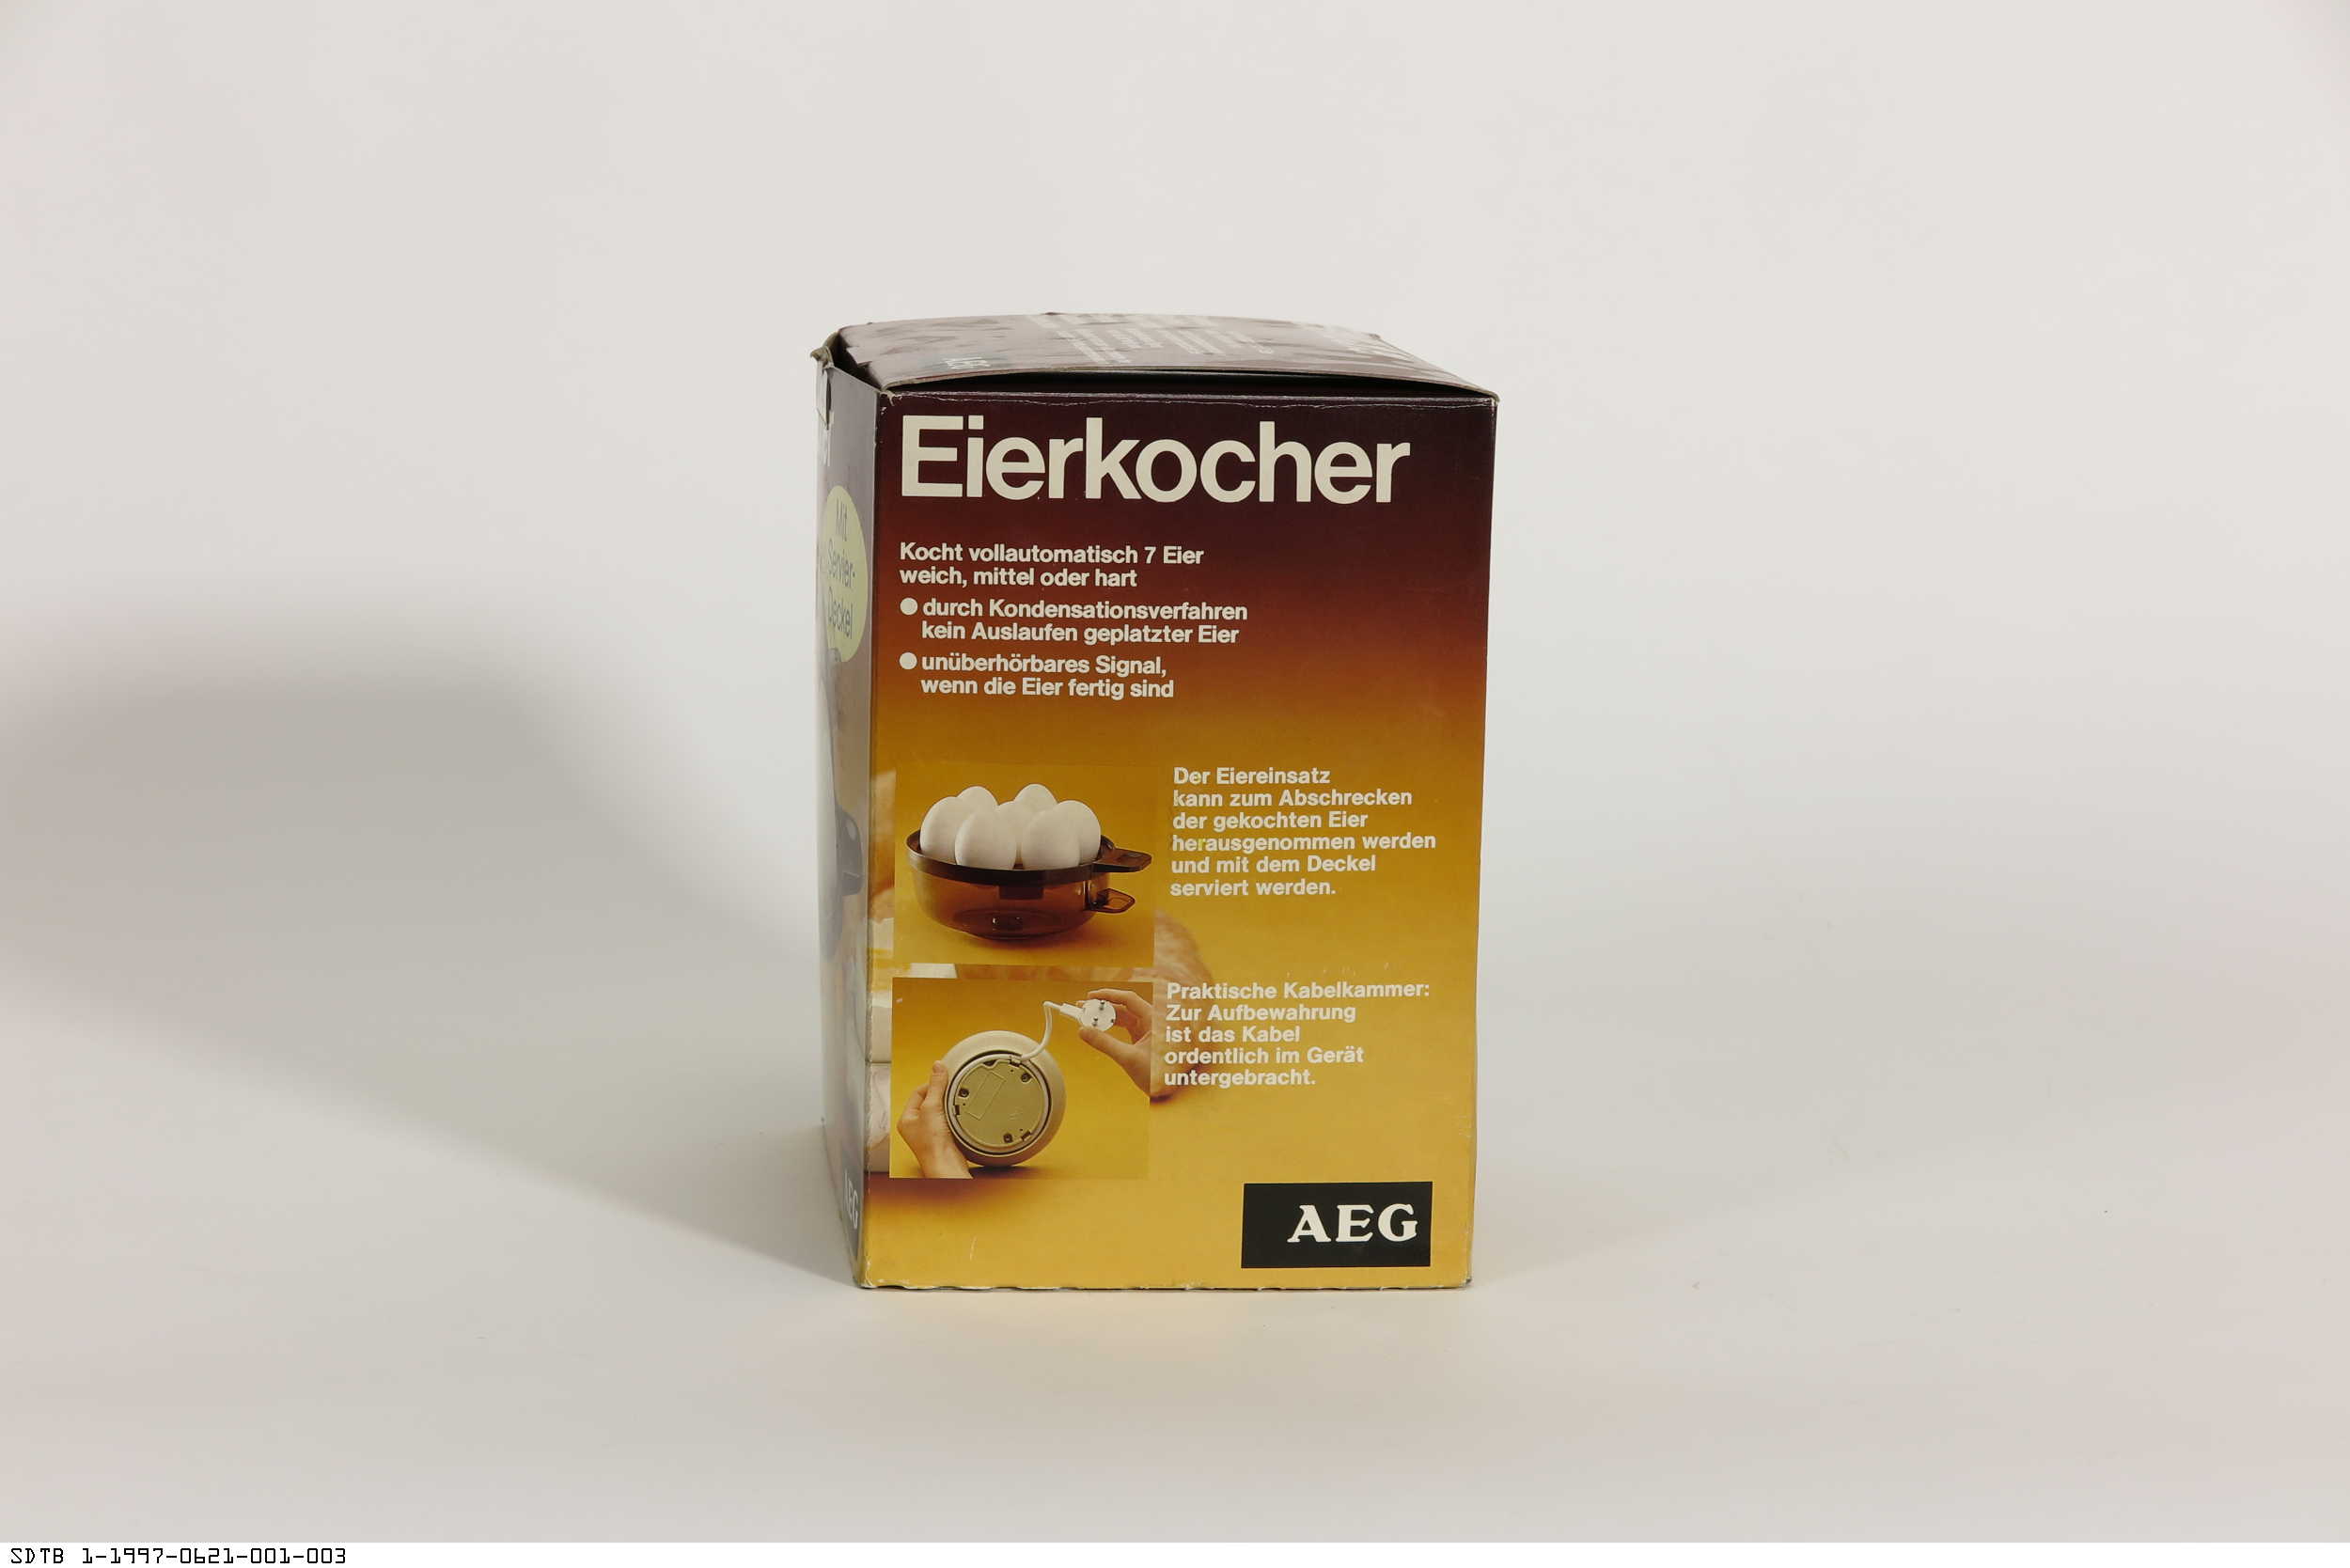 Eierkocher
Kocht vollautomatisch 7 Eier
weich, mittel oder hart
● durch Kondensationsverfahren
kein Auslaufen geplatzter Eier
● unüberhörbares Signal,
wenn die Eier fertig sind
Der Eiereinsatz
kann zum Abschrecken
der gekochten Eier
herausgenommen werden
und mit dem Deckel
serviert werden.
Praktische Kabelkammer:
Zur Aufbewahrung
ist das Kabel
ordentlich im Gerät
untergebracht.
AEG
Mit
Servier-
Deckel
AEG
AEG
SDTB 1-1997-0621-001-003